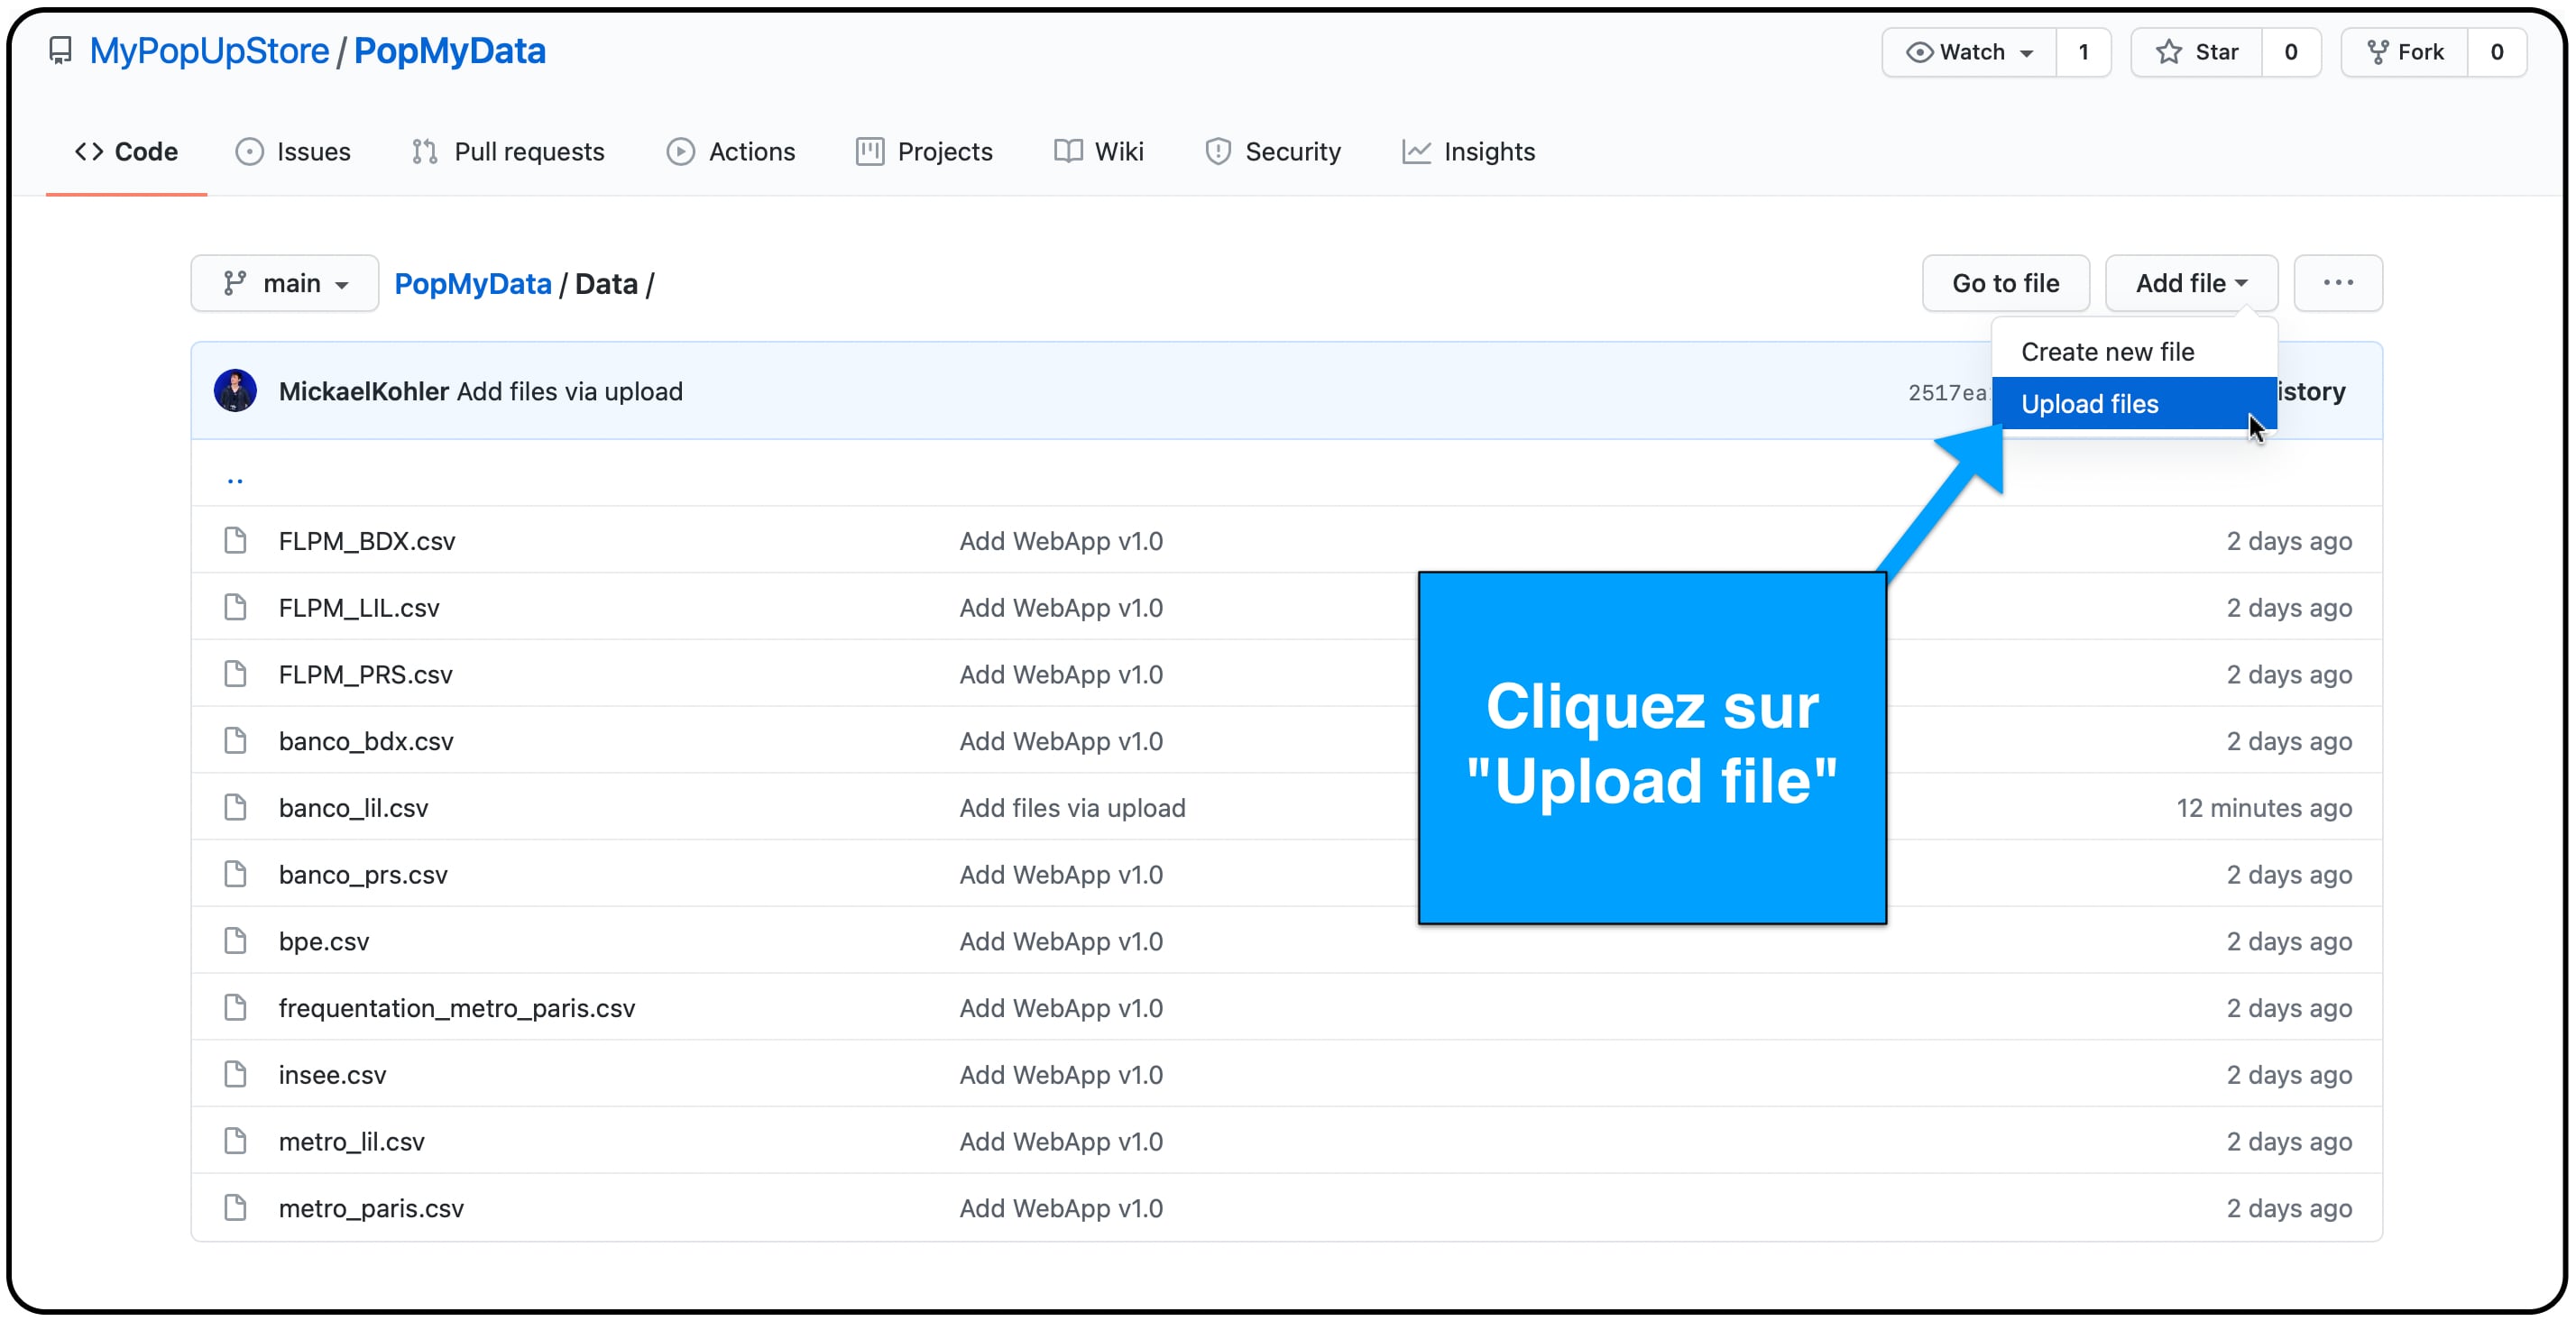 MyPopUpStore / PopMyData
Watch 1 Star 0 Fork 0
Code Issues Pull requests Actions Projects Wiki Security Insights
main PopMyData / Data /
Go to file Add file ...
Create new file
Upload files
MickaelKohler Add files via upload
..
FLPM_BDX.csv Add WebApp v1.0 2 days ago
FLPM_LIL.csv Add WebApp v1.0 2 days ago
FLPM_PRS.csv Add WebApp v1.0 2 days ago
banco_bdx.csv Add WebApp v1.0 2 days ago
banco_lil.csv Add files via upload 12 minutes ago
banco_prs.csv Add WebApp v1.0 2 days ago
bpe.csv Add WebApp v1.0 2 days ago
frequentation_metro_paris.csv Add WebApp v1.0 2 days ago
insee.csv Add WebApp v1.0 2 days ago
metro_lil.csv Add WebApp v1.0 2 days ago
metro_paris.csv Add WebApp v1.0 2 days ago
Cliquez sur
"Upload file"